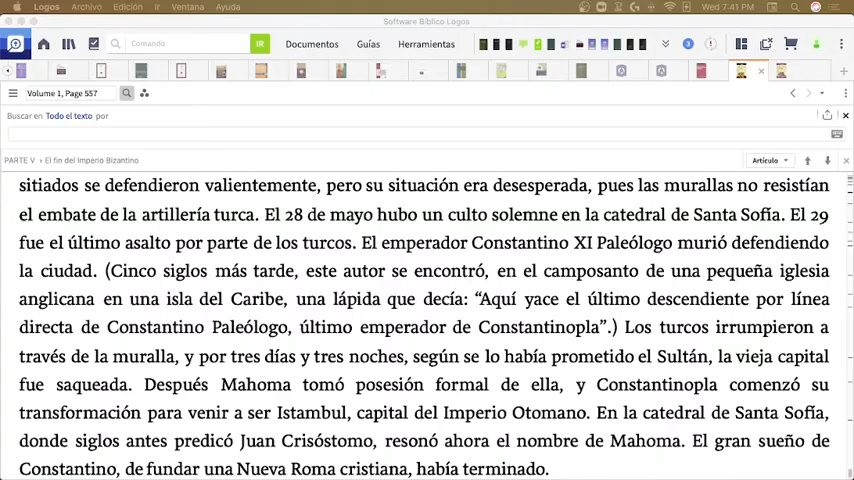 Logos Archivo Edición Ir Ventana Ayuda Wed 7:41 PM
Software Bíblico Logos
Comando IR Documentos Guías Herramientas 3
Volume 1, Page 557
Buscar en Todo el texto por
PARTE V › El fin del Imperio Bizantino Artículo
sitiados se defendieron valientemente, pero su situación era desesperada, pues las murallas no resistían
el embate de la artillería turca. El 28 de mayo hubo un culto solemne en la catedral de Santa Sofía. El 29
fue el último asalto por parte de los turcos. El emperador Constantino XI Paleólogo murió defendiendo
la ciudad. (Cinco siglos más tarde, este autor se encontró, en el camposanto de una pequeña iglesia
anglicana en una isla del Caribe, una lápida que decía: “Aquí yace el último descendiente por línea
directa de Constantino Paleólogo, último emperador de Constantinopla”.) Los turcos irrumpieron a
través de la muralla, y por tres días y tres noches, según se lo había prometido el Sultán, la vieja capital
fue saqueada. Después Mahoma tomó posesión formal de ella, y Constantinopla comenzó su
transformación para venir a ser Istambul, capital del Imperio Otomano. En la catedral de Santa Sofía,
donde siglos antes predicó Juan Crisóstomo, resonó ahora el nombre de Mahoma. El gran sueño de
Constantino, de fundar una Nueva Roma cristiana, había terminado.